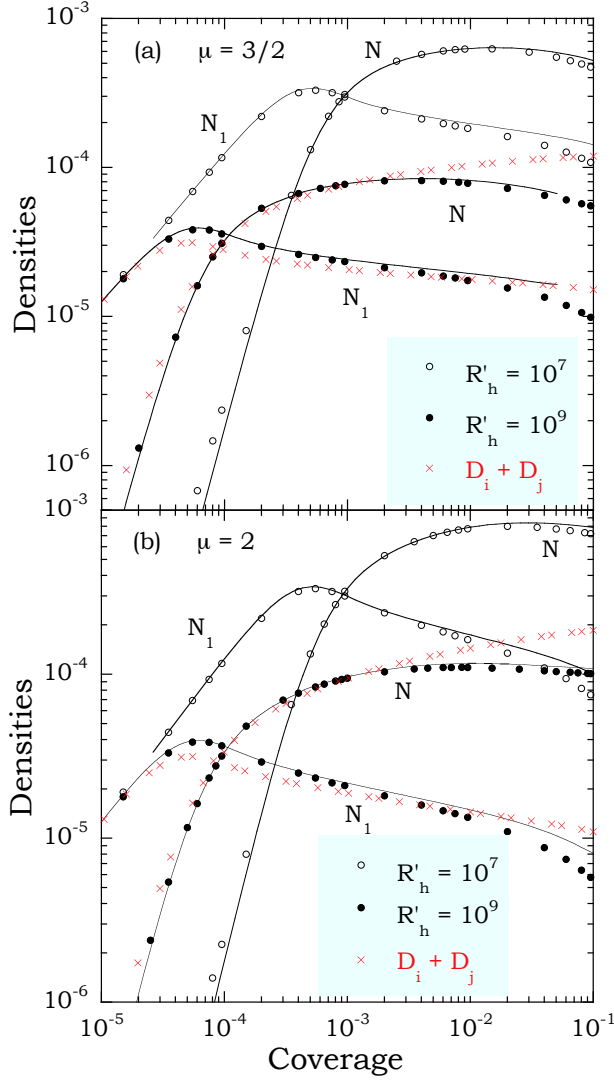 10⁻³
(a) μ = 3/2
N
N₁
10⁻⁴
N
Densities
10⁻⁵
N₁
R'ₕ = 10⁷
R'ₕ = 10⁹
10⁻⁶
Dᵢ + Dⱼ
10⁻³
(b) μ = 2
N
N₁
10⁻⁴
N
Densities
10⁻⁵
N₁
R'ₕ = 10⁷
R'ₕ = 10⁹
Dᵢ + Dⱼ
10⁻⁶
10⁻⁵ 10⁻⁴ 10⁻³ 10⁻² 10⁻¹
Coverage